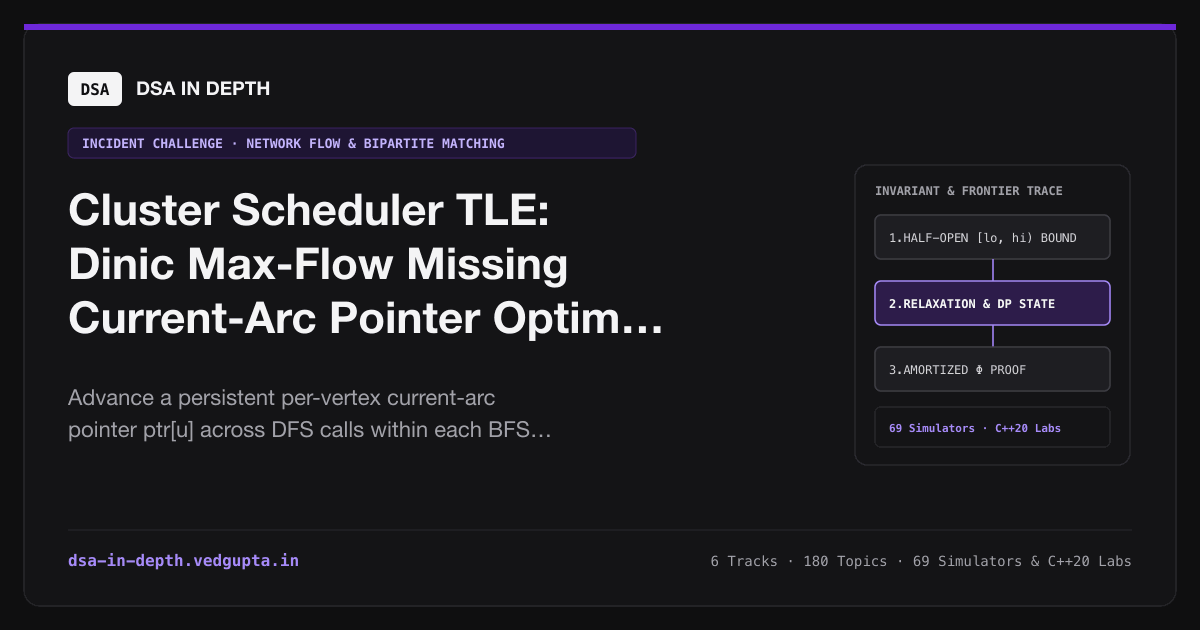 DSA
DSA IN DEPTH
INCIDENT CHALLENGE · NETWORK FLOW & BIPARTITE MATCHING
Cluster Scheduler TLE:
Dinic Max-Flow Missing
Current-Arc Pointer Optim…
Advance a persistent per-vertex current-arc
pointer ptr[u] across DFS calls within each BFS…
INVARIANT & FRONTIER TRACE
1.HALF-OPEN [lo, hi) BOUND
2.RELAXATION & DP STATE
3.AMORTIZED Φ PROOF
69 Simulators · C++20 Labs
dsa-in-depth.vedgupta.in
6 Tracks · 180 Topics · 69 Simulators & C++20 Labs